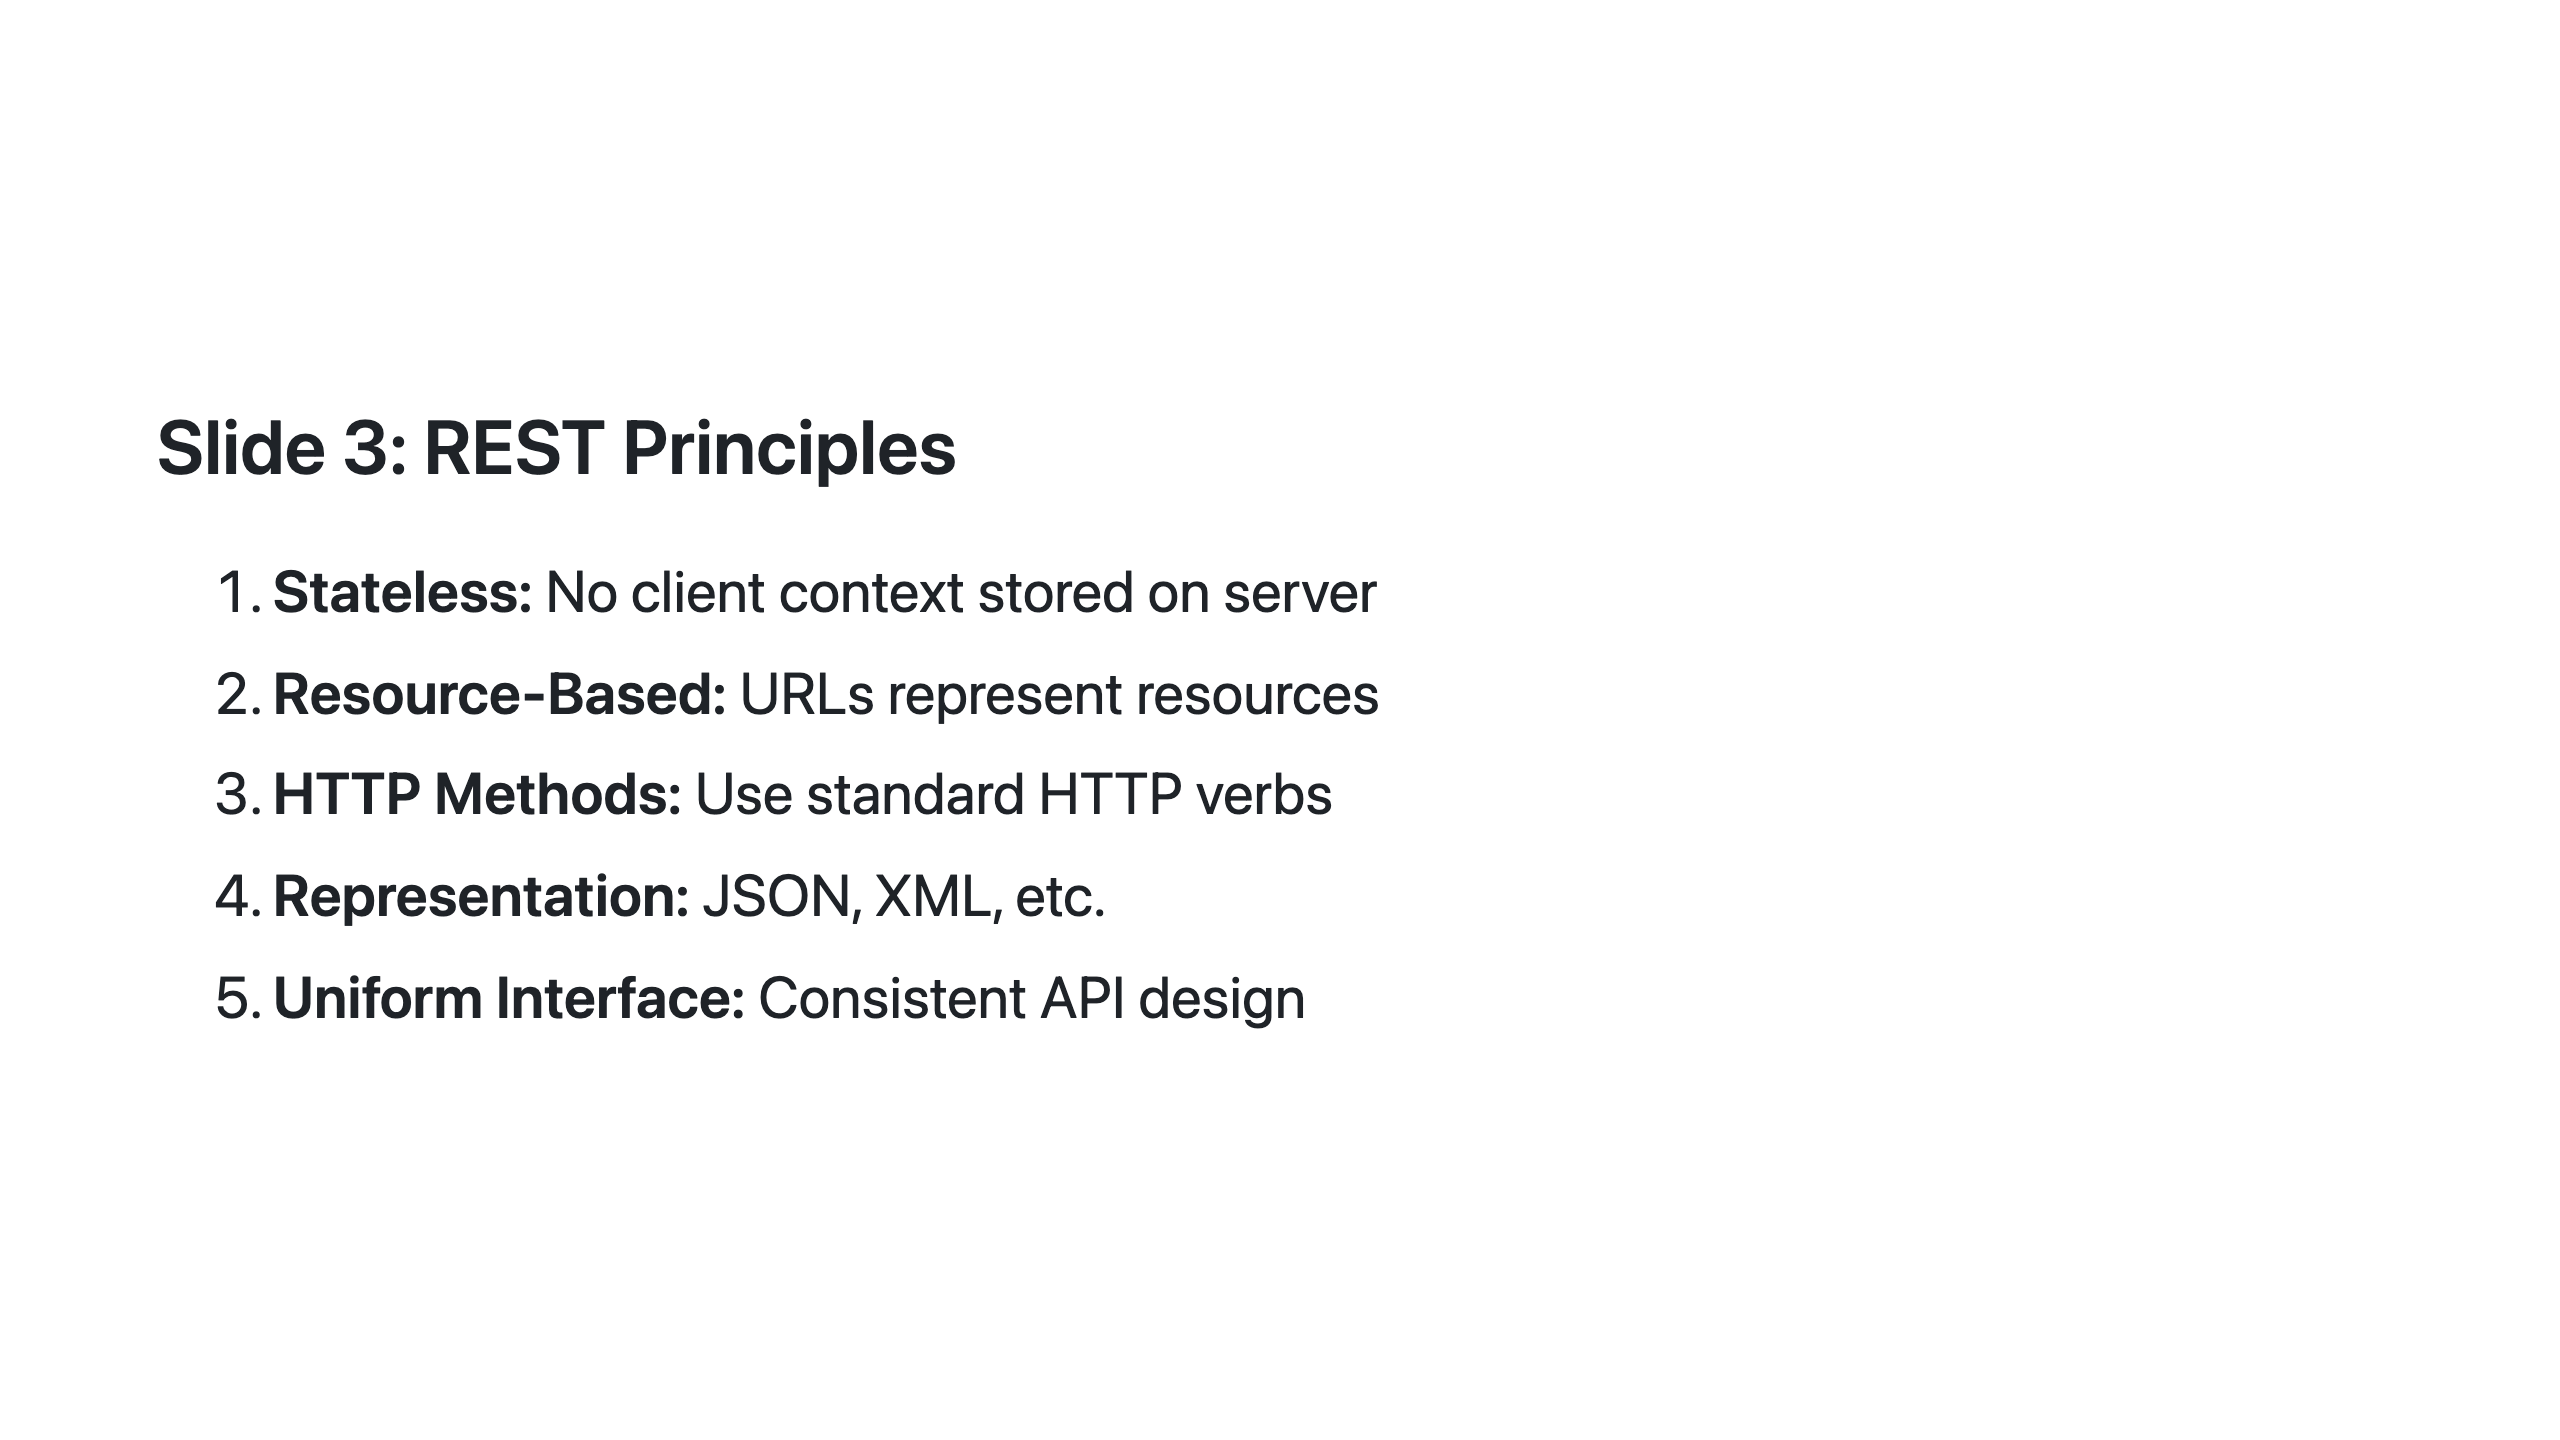 Slide 3: REST Principles
1. Stateless: No client context stored on server
2. Resource-Based: URLs represent resources
3. HTTP Methods: Use standard HTTP verbs
4. Representation: JSON, XML, etc.
5. Uniform Interface: Consistent API design